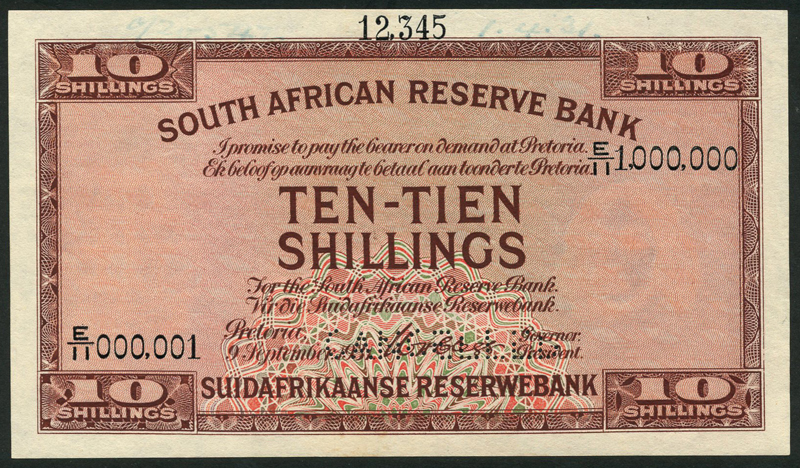 12,345
10 SHILLINGS
10 SHILLINGS
SOUTH AFRICAN RESERVE BANK
I promise to pay the bearer on demand at Pretoria.
Ek beloof op aanvraag te betaal aan toonder te Pretoria.
E/11 1,000,000
TEN-TIEN
SHILLINGS
For the South African Reserve Bank.
Vir die Suidafrikaanse Reservebank.
Pretoria,
Governor.
E/11 000,001
9 September
President.
SUIDAFRIKAANSE RESERWEBANK
10 SHILLINGS
10 SHILLINGS